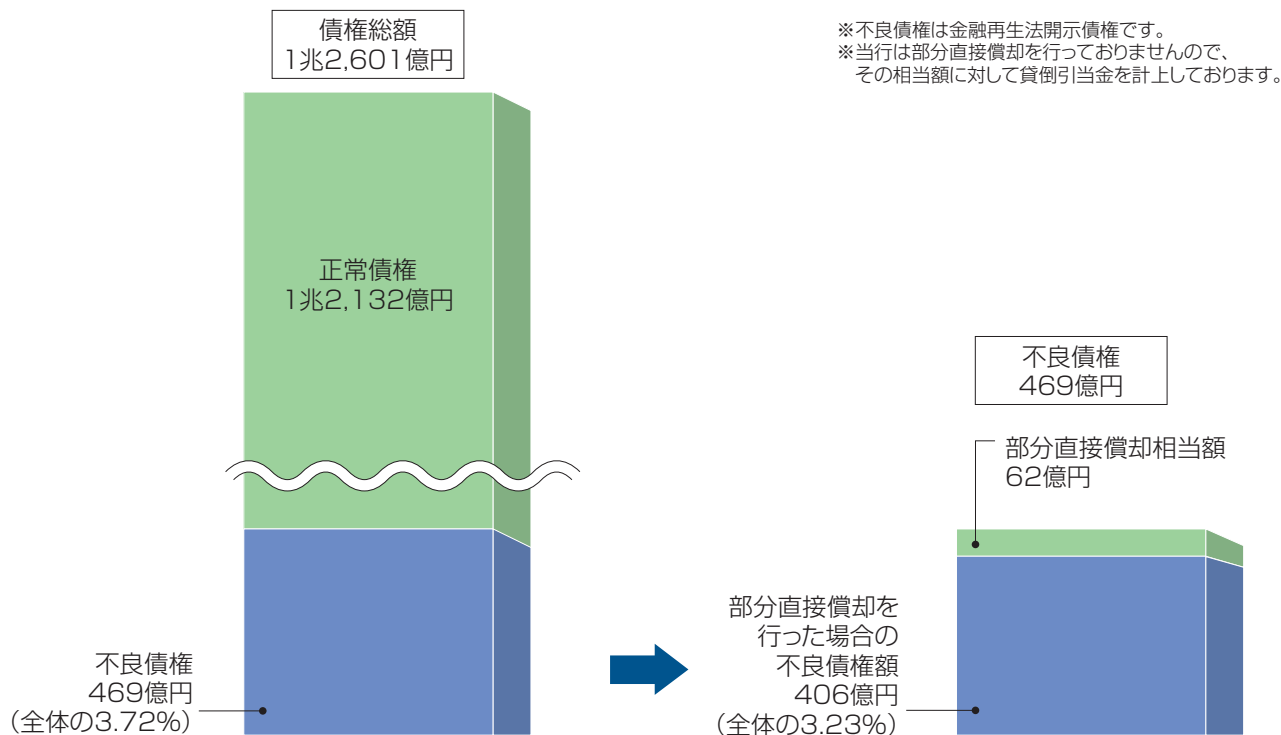 債権総額
1兆2,601億円
※不良債権は金融再生法開示債権です。
※当行は部分直接償却を行っておりませんので、
その相当額に対して貸倒引当金を計上しております。
正常債権
1兆2,132億円
不良債権
469億円
(全体の3.72%)
不良債権
469億円
部分直接償却相当額
62億円
部分直接償却を
行った場合の
不良債権額
406億円
(全体の3.23%)